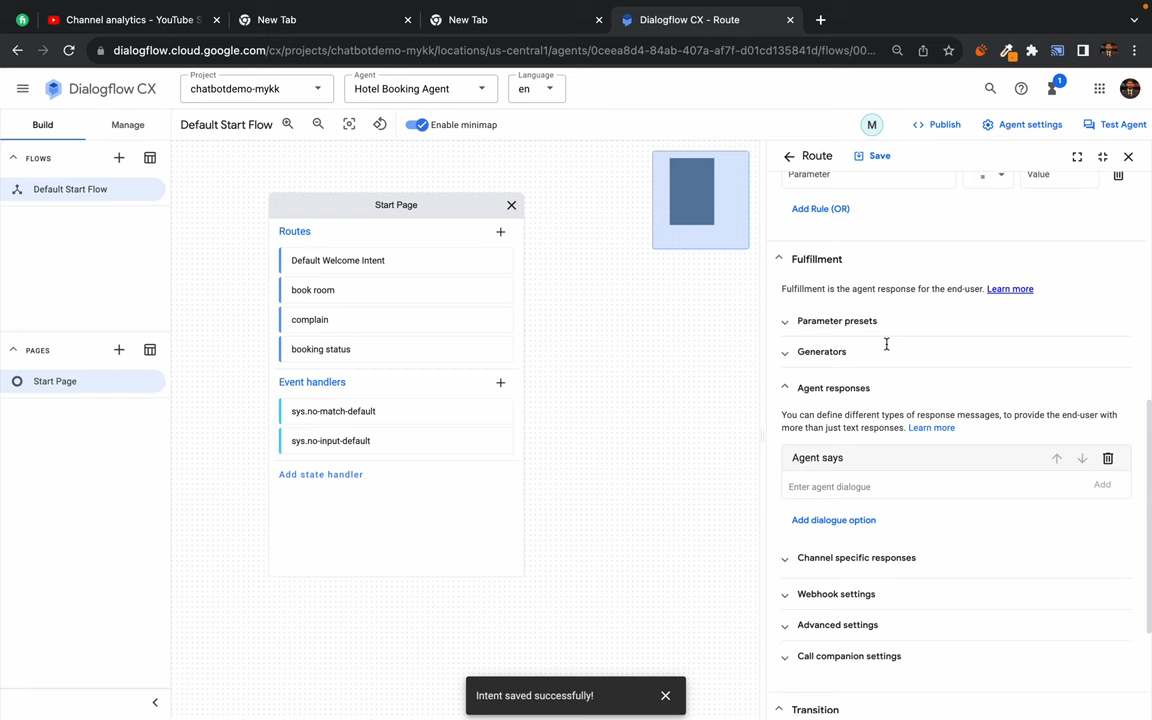 Channel analytics - YouTube S
New Tab
New Tab
Dialogflow CX - Route
dialogflow.cloud.google.com/cx/projects/chatbotdemo-mykk/locations/us-central1/agents/0ceea8d4-84ab-407a-af7f-d01cd135841d/flows/00...
Dialogflow CX
Project
chatbotdemo-mykk
Agent
Hotel Booking Agent
Language
en
1
Build
Manage
Default Start Flow
Enable minimap
M
Publish
Agent settings
Test Agent
FLOWS
Default Start Flow
PAGES
Start Page
Start Page
Routes
Default Welcome Intent
book room
complain
booking status
Event handlers
sys.no-match-default
sys.no-input-default
Add state handler
Route
Save
Parameter
=
Value
Add Rule (OR)
Fulfillment
Fulfillment is the agent response for the end-user. Learn more
Parameter presets
Generators
Agent responses
You can define different types of response messages, to provide the end-user with
more than just text responses. Learn more
Agent says
Enter agent dialogue
Add
Add dialogue option
Channel specific responses
Webhook settings
Advanced settings
Call companion settings
Transition
Intent saved successfully!